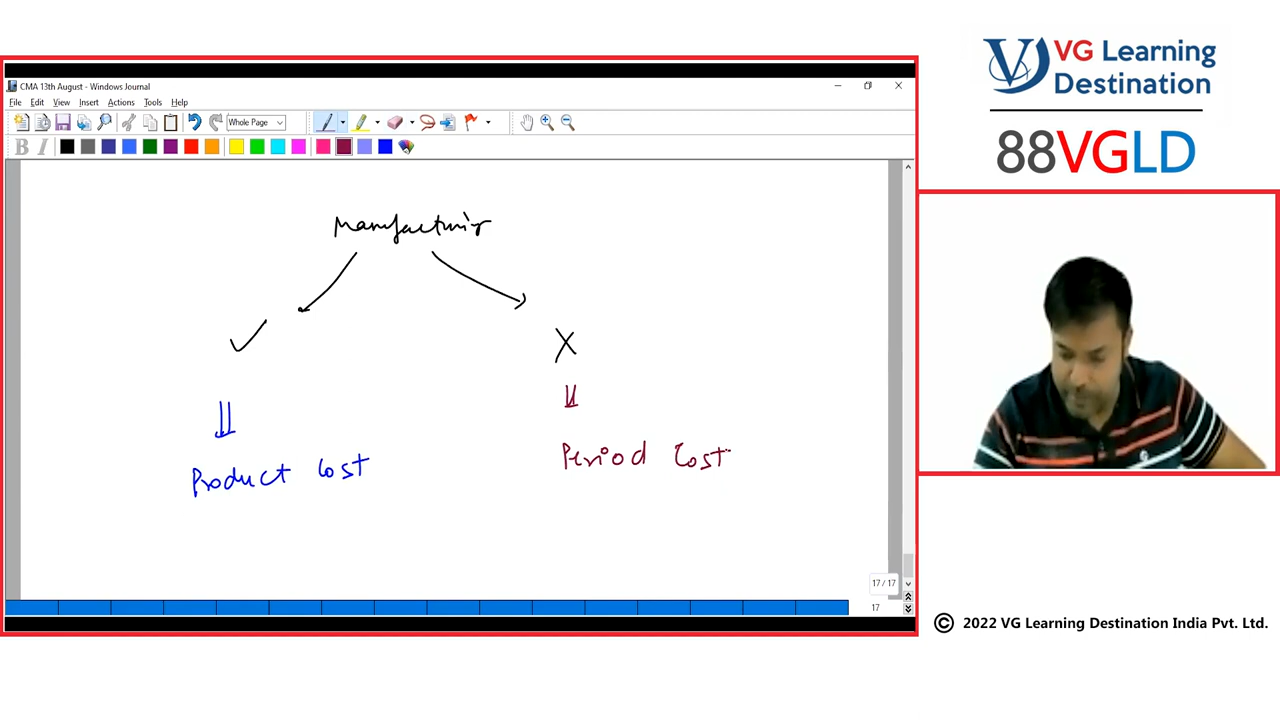 VG Learning
Destination
88VGLD
CMA 13th August - Windows Journal
File Edit View Insert Actions Tools Help
Whole Page
B I
Manufacturing
✓ X
Product Cost
Period Cost
17 / 17
17
© 2022 VG Learning Destination India Pvt. Ltd.